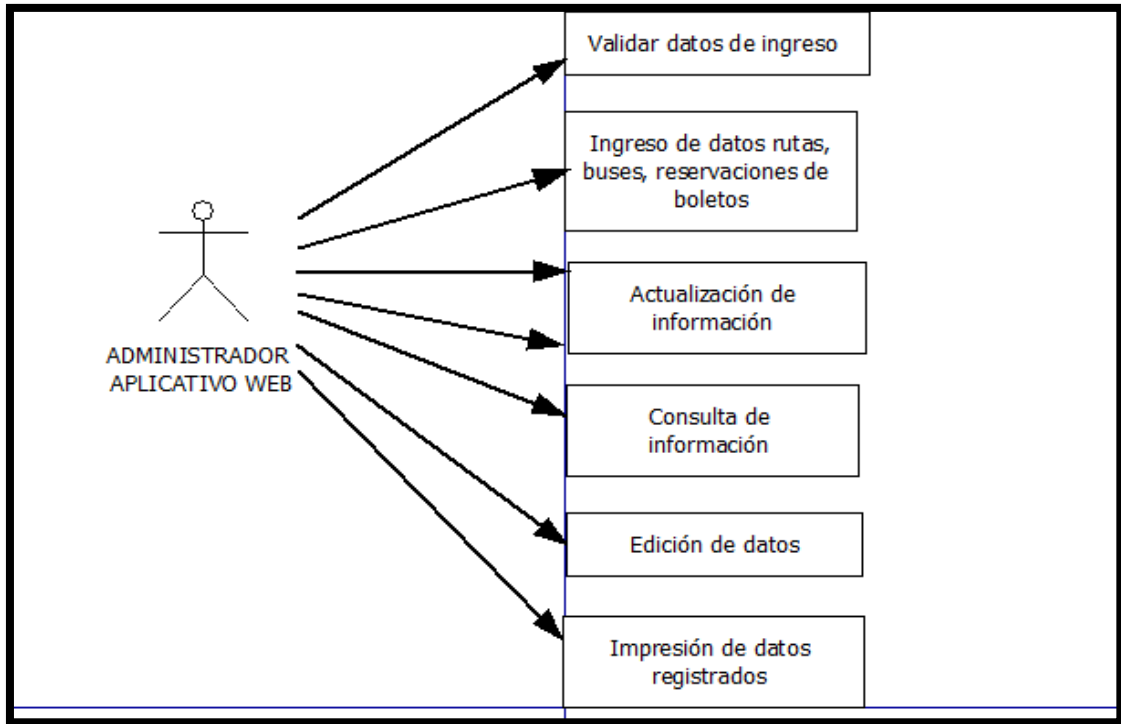 Validar datos de ingreso
Ingreso de datos rutas,
buses, reservaciones de
boletos
ADMINISTRADOR
APLICATIVO WEB
Actualización de
información
Consulta de
información
Edición de datos
Impresión de datos
registrados